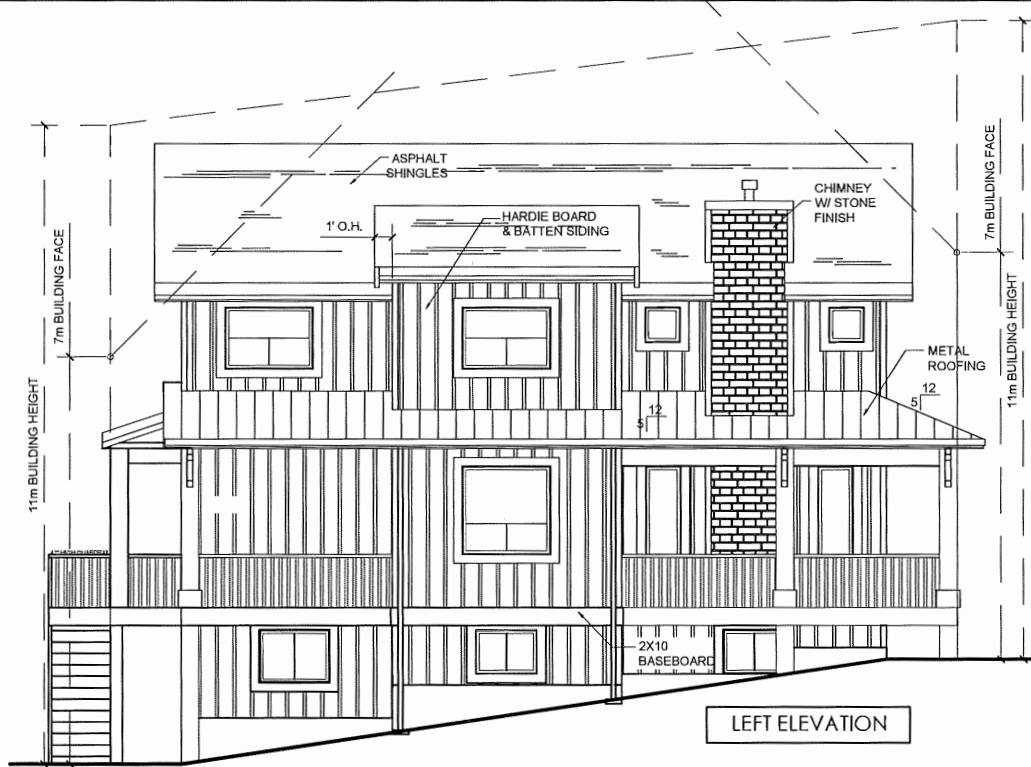 ASPHALT
SHINGLES
CHIMNEY
W/ STONE
FINISH
HARDIE BOARD
& BATTEN SIDING
1' O.H.
7m BUILDING FACE
7m BUILDING FACE
11m BUILDING HEIGHT
11m BUILDING HEIGHT
METAL
ROOFING
12
5
12
5
2X10
BASEBOARD
LEFT ELEVATION